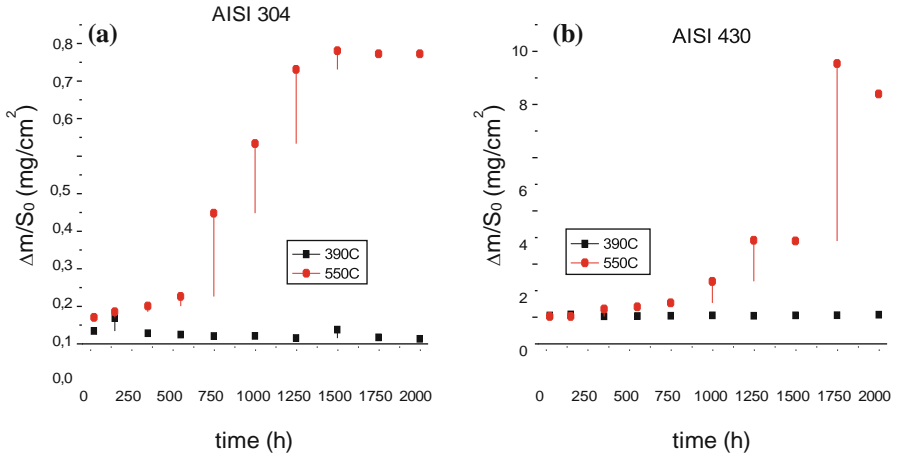 AISI 304
(a)
0,8
0,7
0,5
0,4
0,3
0,2
0,1
0,0
Δm/S0 (mg/cm2)
390C
550C
0 250 500 750 1000 1250 1500 1750 2000
time (h)
(b)
AISI 430
10
8
6
4
2
0
Δm/S0 (mg/cm2)
390C
550C
0 250 500 750 1000 1250 1500 1750 2000
time (h)